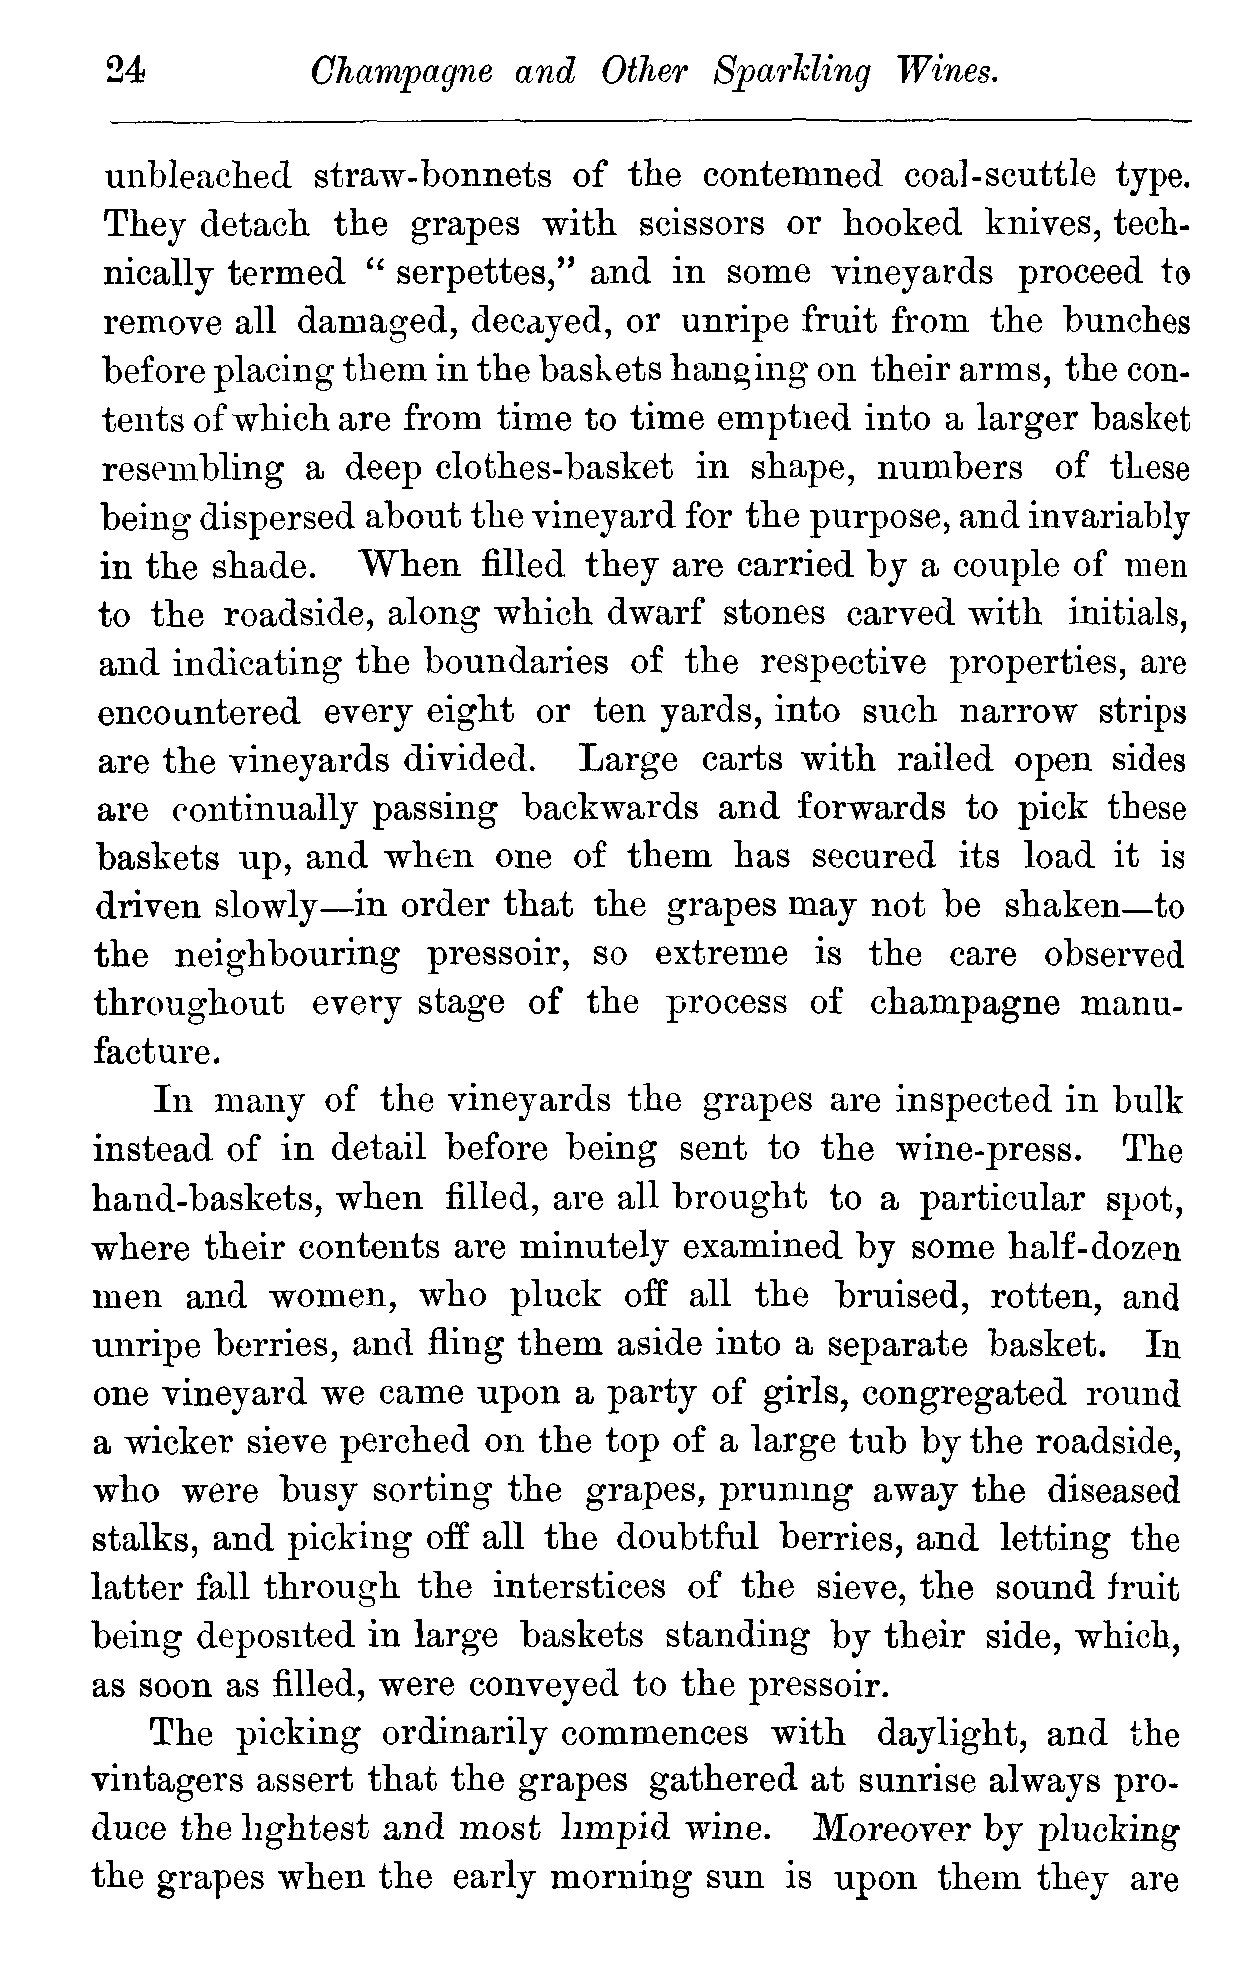 24 Champagne and Other Sparkling Wines.
unbleached straw-bonnets of the contemned coal-scuttle type.
They detach the grapes with scissors or hooked knives, tech-
nically termed “ serpettes,” and in some vineyards proceed to
remove all damaged, decayed, or unripe fruit from the bunches
before placing them in the baskets hanging on their arms, the con-
tents of which are from time to time emptied into a larger basket
resembling a deep clothes-basket in shape, numbers of these
being dispersed about the vineyard for the purpose, and invariably
in the shade. When filled they are carried by a couple of men
to the roadside, along which dwarf stones carved with initials,
and indicating the boundaries of the respective properties, are
encountered every eight or ten yards, into such narrow strips
are the vineyards divided. Large carts with railed open sides
are continually passing backwards and forwards to pick these
baskets up, and when one of them has secured its load it is
driven slowly—in order that the grapes may not be shaken—to
the neighbouring pressoir, so extreme is the care observed
throughout every stage of the process of champagne manu-
facture.
In many of the vineyards the grapes are inspected in bulk
instead of in detail before being sent to the wine-press. The
hand-baskets, when filled, are all brought to a particular spot,
where their contents are minutely examined by some half-dozen
men and women, who pluck off all the bruised, rotten, and
unripe berries, and fling them aside into a separate basket. In
one vineyard we came upon a party of girls, congregated round
a wicker sieve perched on the top of a large tub by the roadside,
who were busy sorting the grapes, pruning away the diseased
stalks, and picking off all the doubtful berries, and letting the
latter fall through the interstices of the sieve, the sound fruit
being deposited in large baskets standing by their side, which,
as soon as filled, were conveyed to the pressoir.
The picking ordinarily commences with daylight, and the
vintagers assert that the grapes gathered at sunrise always pro-
duce the lightest and most limpid wine. Moreover by plucking
the grapes when the early morning sun is upon them they are